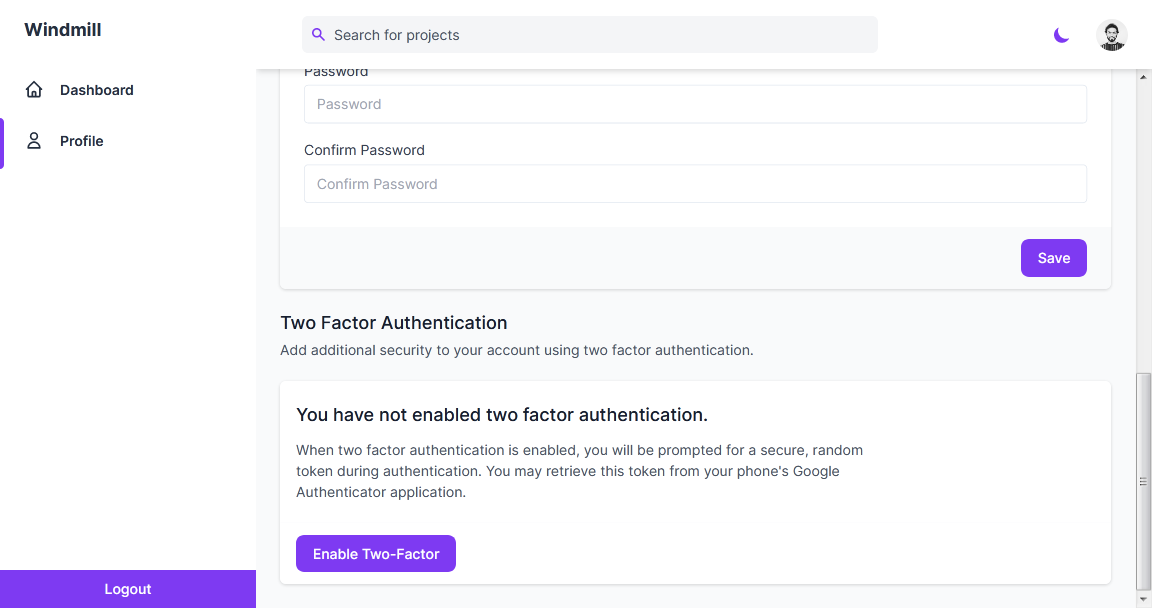 Windmill
Search for projects
Dashboard
Profile
Password
Password
Confirm Password
Confirm Password
Save
Two Factor Authentication
Add additional security to your account using two factor authentication.
You have not enabled two factor authentication.
When two factor authentication is enabled, you will be prompted for a secure, random
token during authentication. You may retrieve this token from your phone's Google
Authenticator application.
Enable Two-Factor
Logout